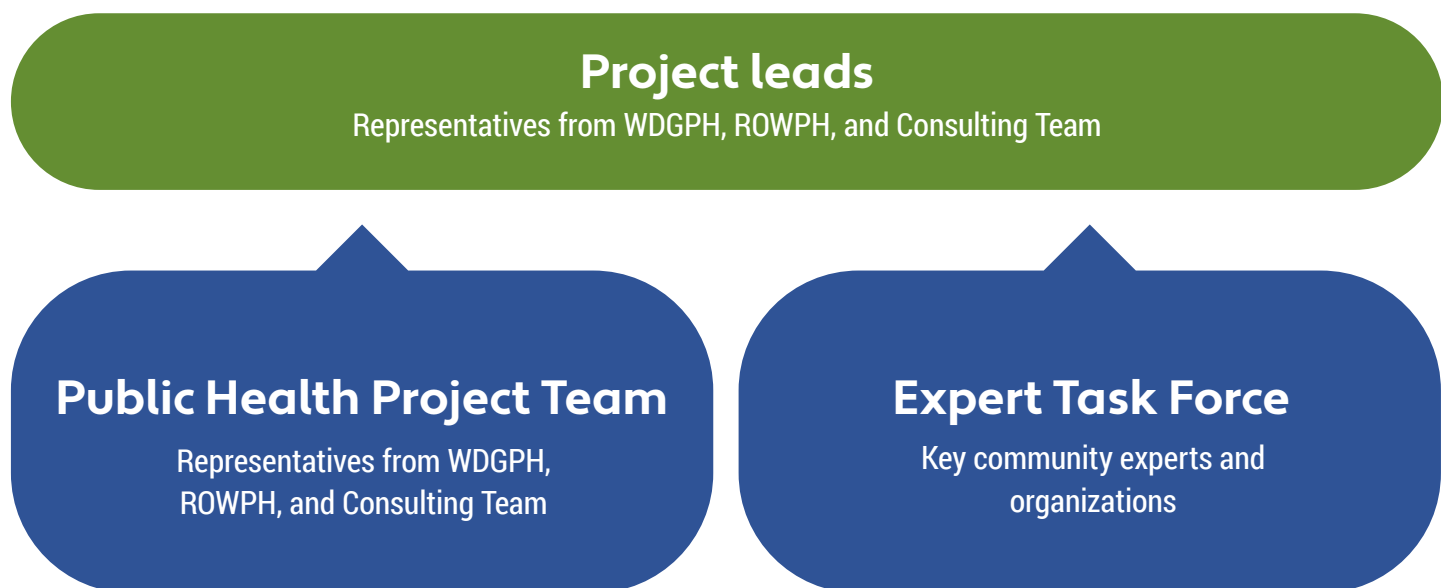 Project leads
Representatives from WDGPH, ROWPH, and Consulting Team
Public Health Project Team
Representatives from WDGPH,
ROWPH, and Consulting Team
Expert Task Force
Key community experts and
organizations